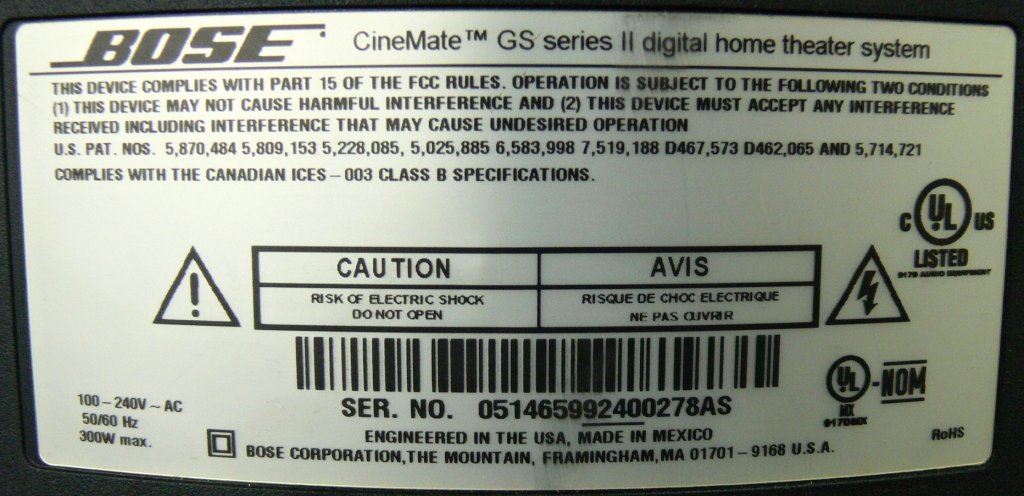 BOSE CineMate™ GS series II digital home theater system
THIS DEVICE COMPLIES WITH PART 15 OF THE FCC RULES. OPERATION IS SUBJECT TO THE FOLLOWING TWO CONDITIONS
(1) THIS DEVICE MAY NOT CAUSE HARMFUL INTERFERENCE AND (2) THIS DEVICE MUST ACCEPT ANY INTERFERENCE
RECEIVED INCLUDING INTERFERENCE THAT MAY CAUSE UNDESIRED OPERATION
U.S. PAT. NOS. 5,870,484 5,809,153 5,228,085, 5,025,885 6,583,998 7,519,188 D467,573 D462,065 AND 5,714,721
COMPLIES WITH THE CANADIAN ICES – 003 CLASS B SPECIFICATIONS.
C UL US
LISTED
9179 AUDIO EQUIPMENT
CAUTION
RISK OF ELECTRIC SHOCK
DO NOT OPEN
AVIS
RISQUE DE CHOC ELECTRIQUE
NE PAS OUVRIR
!
UL -NOM
MX
917DMX
100 – 240V ~ AC
50/60 Hz
300W max.
SER. NO. 051465992400278AS
ENGINEERED IN THE USA, MADE IN MEXICO
BOSE CORPORATION,THE MOUNTAIN, FRAMINGHAM,MA 01701 – 9168 U.S.A.
RoHS